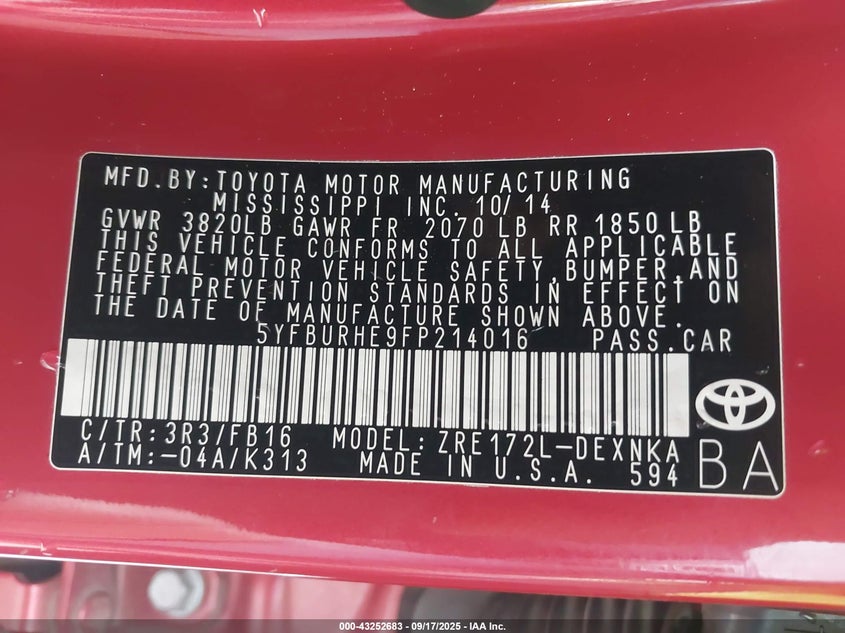 MFD.BY:TOYOTA MOTOR MANUFACTURING
MISSISSIPPI INC. 10/14
GVWR 3820LB GAWR FR 2070 LB RR 1850 LB
THIS VEHICLE CONFORMS TO ALL APPLICABLE
FEDERAL MOTOR VEHICLE SAFETY,BUMPER,AND
THEFT PREVENTION STANDARDS IN EFFECT ON
THE DATE OF MANUFACTURE SHOWN ABOVE.
5YFBURHE9FP214016 PASS.CAR
C/TR:3R3/FB16 MODEL:ZRE172L-DEXNKA
A/TM:-04A/K313 MADE IN U.S.A. 594
BA
000-43252683 - 09/17/2025 - IAA Inc.